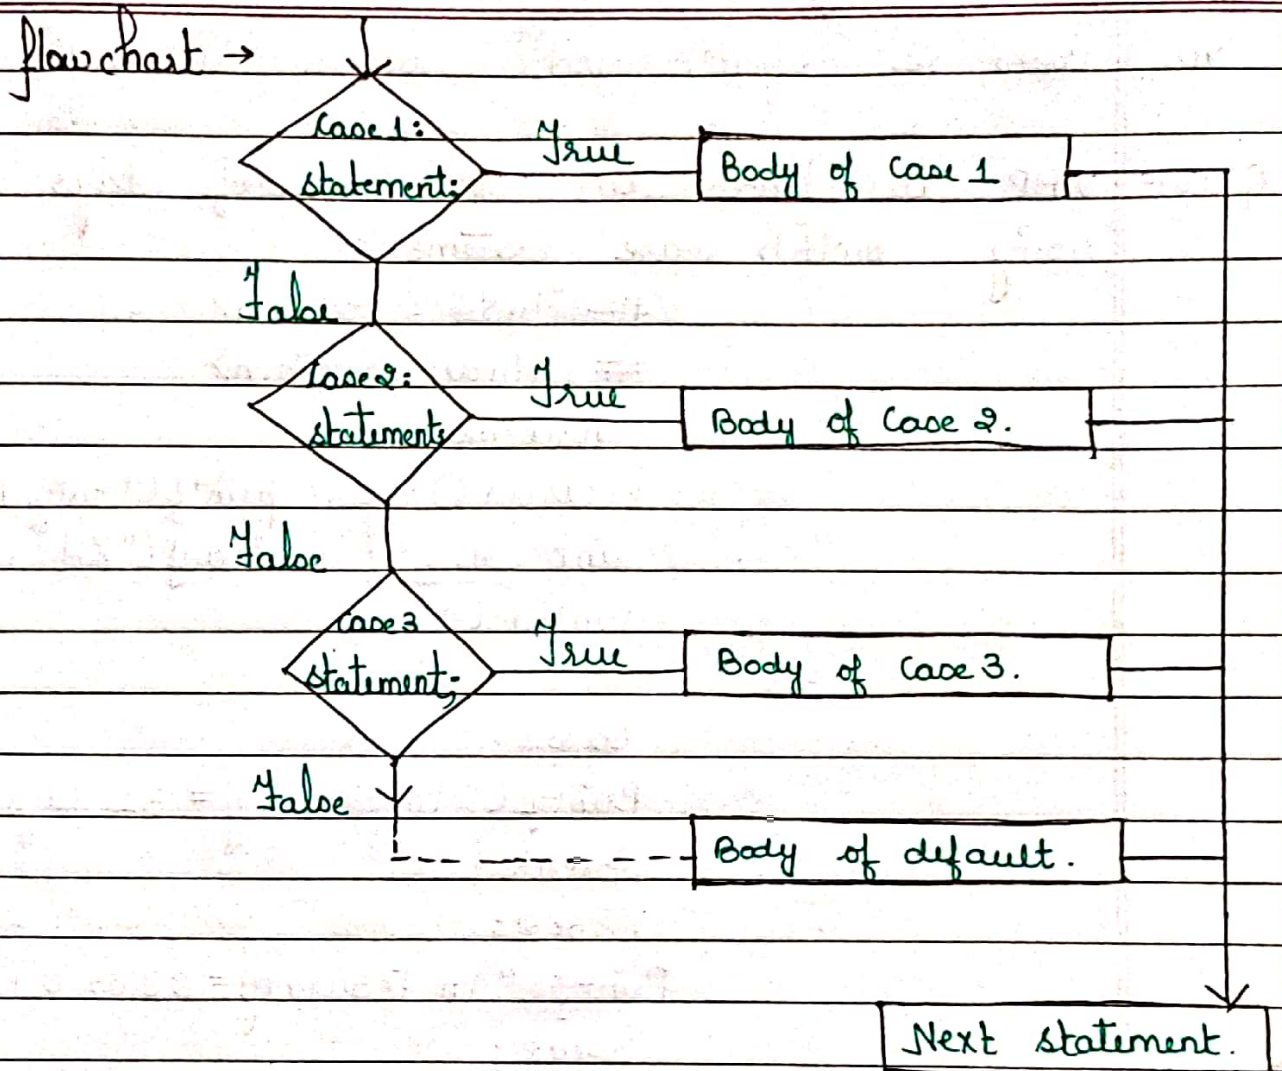 flowchart →
Case 1:
statement;
True
Body of Case 1
False
Case 2:
statement;
True
Body of Case 2.
False
Case 3
statement;
True
Body of Case 3.
False
Body of default.
Next statement.